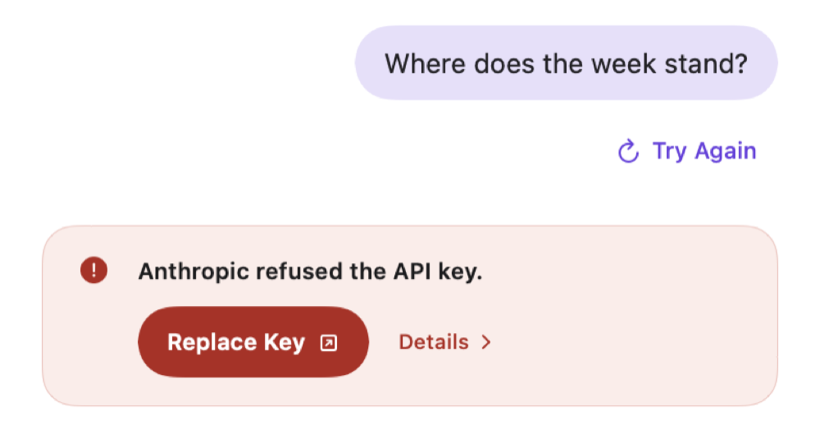 Where does the week stand?
Try Again
Anthropic refused the API key.
Replace Key
Details